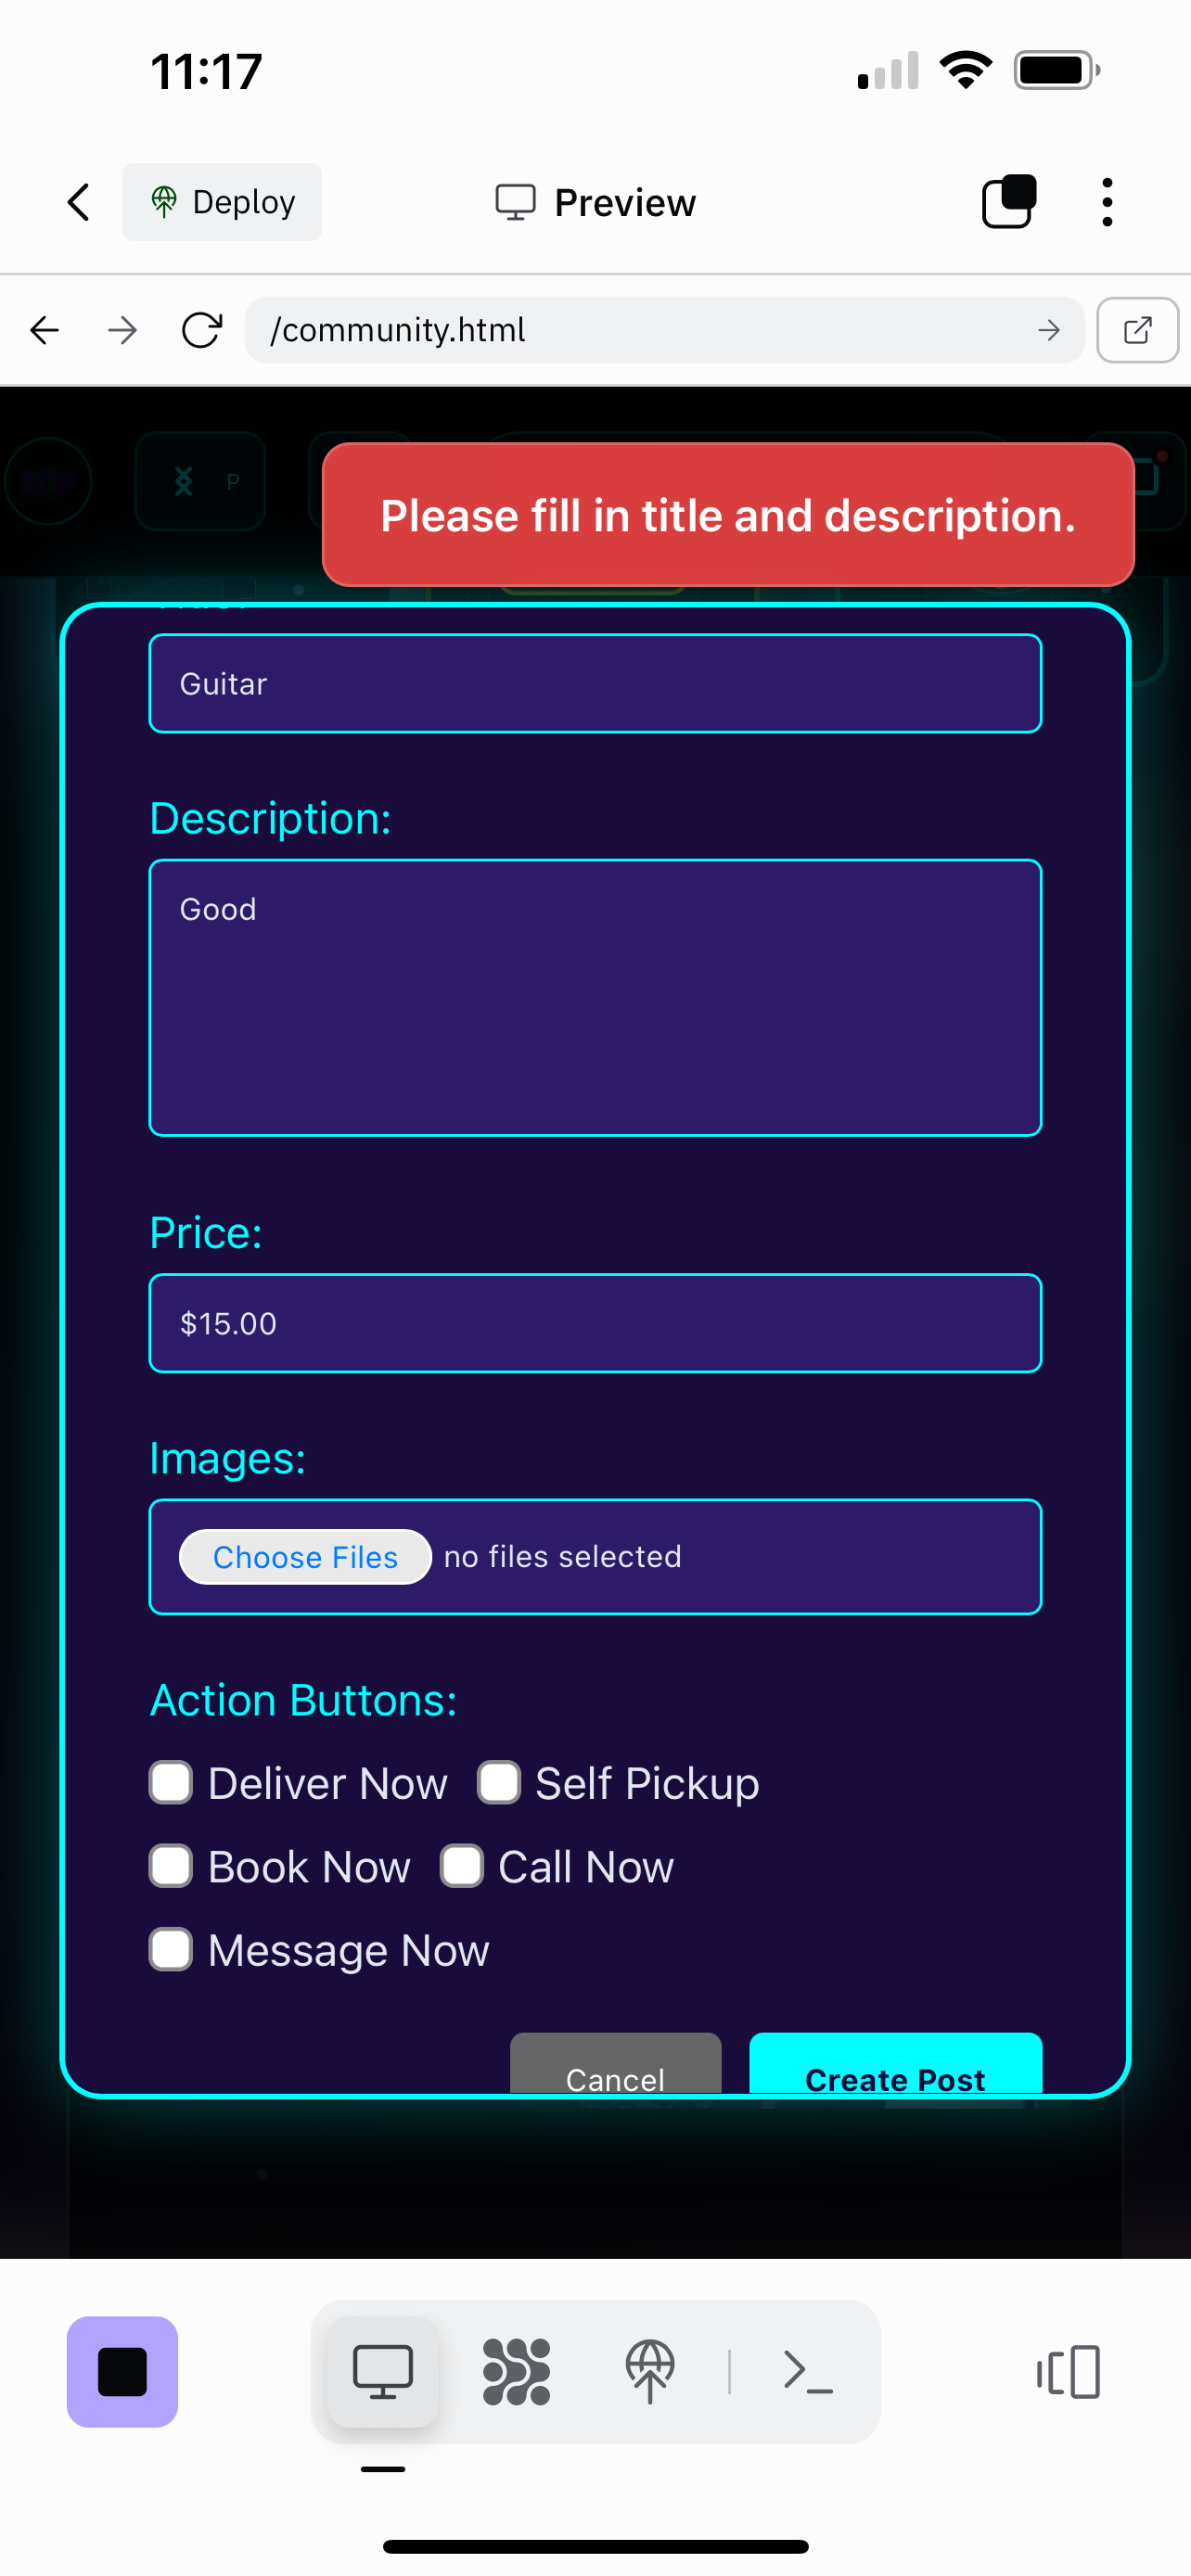 11:17
Deploy
Preview
/community.html
P
Please fill in title and description.
Guitar
Description:
Good
Price:
$15.00
Images:
Choose Files no files selected
Action Buttons:
Deliver Now Self Pickup
Book Now Call Now
Message Now
Cancel Create Post